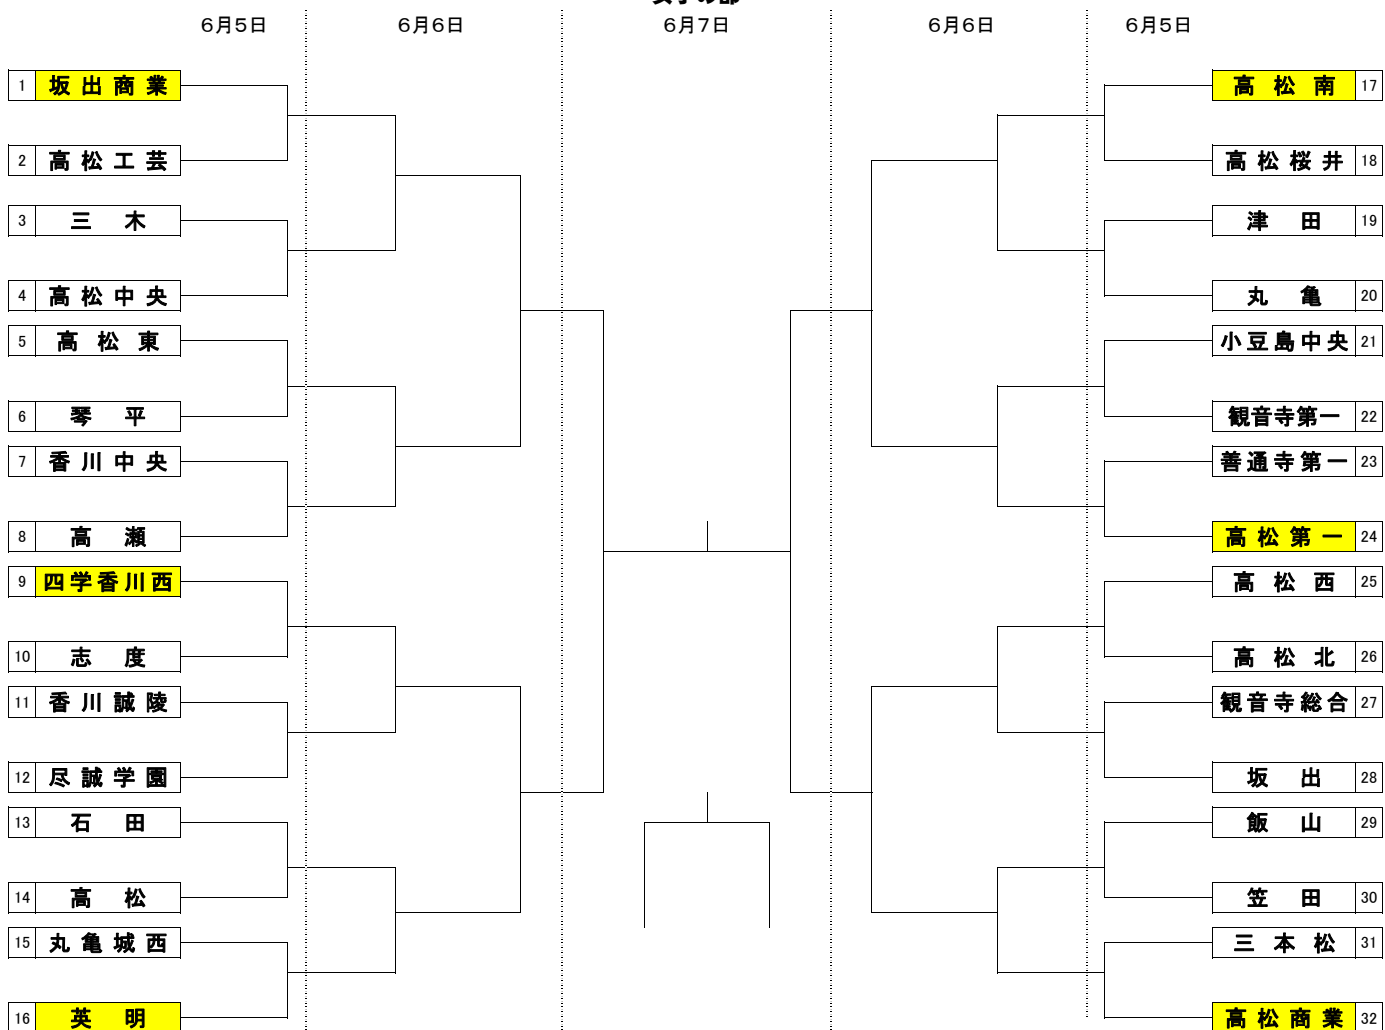 6月5日 6月6日 6月7日 6月6日 6月5日
1 坂出商業
2 高松工芸
3 三木
4 高松中央
5 高松東
6 琴平
7 香川中央
8 高瀬
9 四学香川西
10 志度
11 香川誠陵
12 尽誠学園
13 石田
14 高松
15 丸亀城西
16 英明
高松南 17
高松桜井 18
津田 19
丸亀 20
小豆島中央 21
観音寺第一 22
善通寺第一 23
高松第一 24
高松西 25
高松北 26
観音寺総合 27
坂出 28
飯山 29
笠田 30
三本松 31
高松商業 32